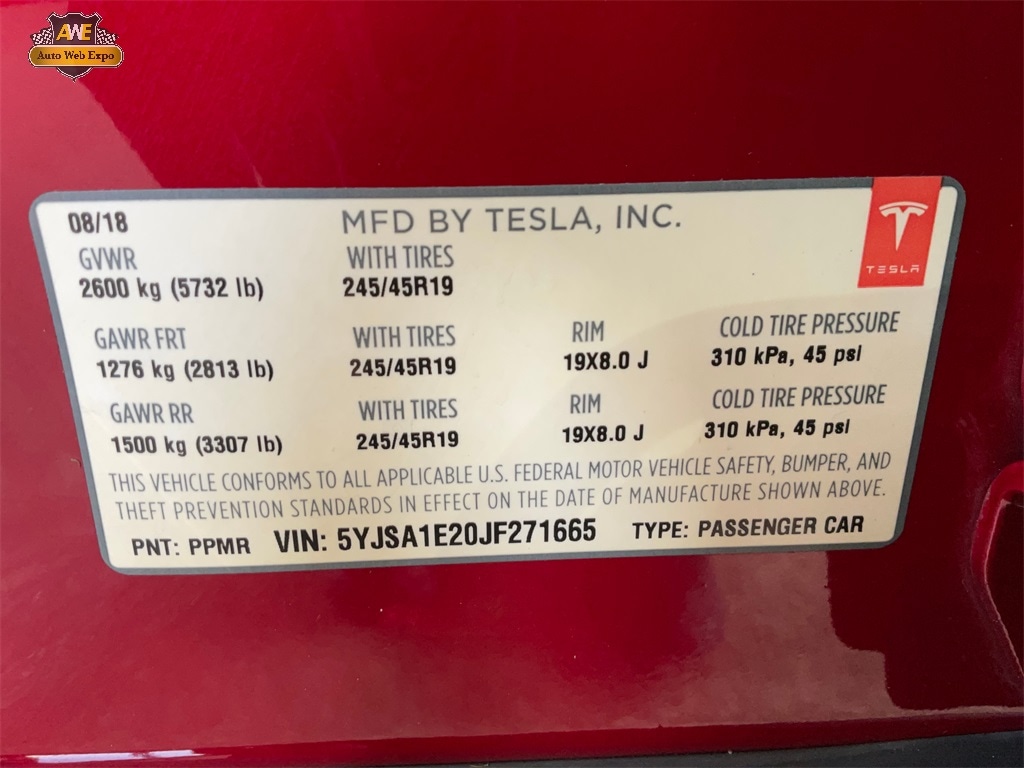 AWE
Auto Web Expo
08/18 MFD BY TESLA, INC.
TESLA
GVWR WITH TIRES
2600 kg (5732 lb) 245/45R19
GAWR FRT WITH TIRES RIM COLD TIRE PRESSURE
1276 kg (2813 lb) 245/45R19 19X8.0 J 310 kPa, 45 psi
GAWR RR WITH TIRES RIM COLD TIRE PRESSURE
1500 kg (3307 lb) 245/45R19 19X8.0 J 310 kPa, 45 psi
THIS VEHICLE CONFORMS TO ALL APPLICABLE U.S. FEDERAL MOTOR VEHICLE SAFETY, BUMPER, AND
THEFT PREVENTION STANDARDS IN EFFECT ON THE DATE OF MANUFACTURE SHOWN ABOVE.
PNT: PPMR VIN: 5YJSA1E20JF271665 TYPE: PASSENGER CAR